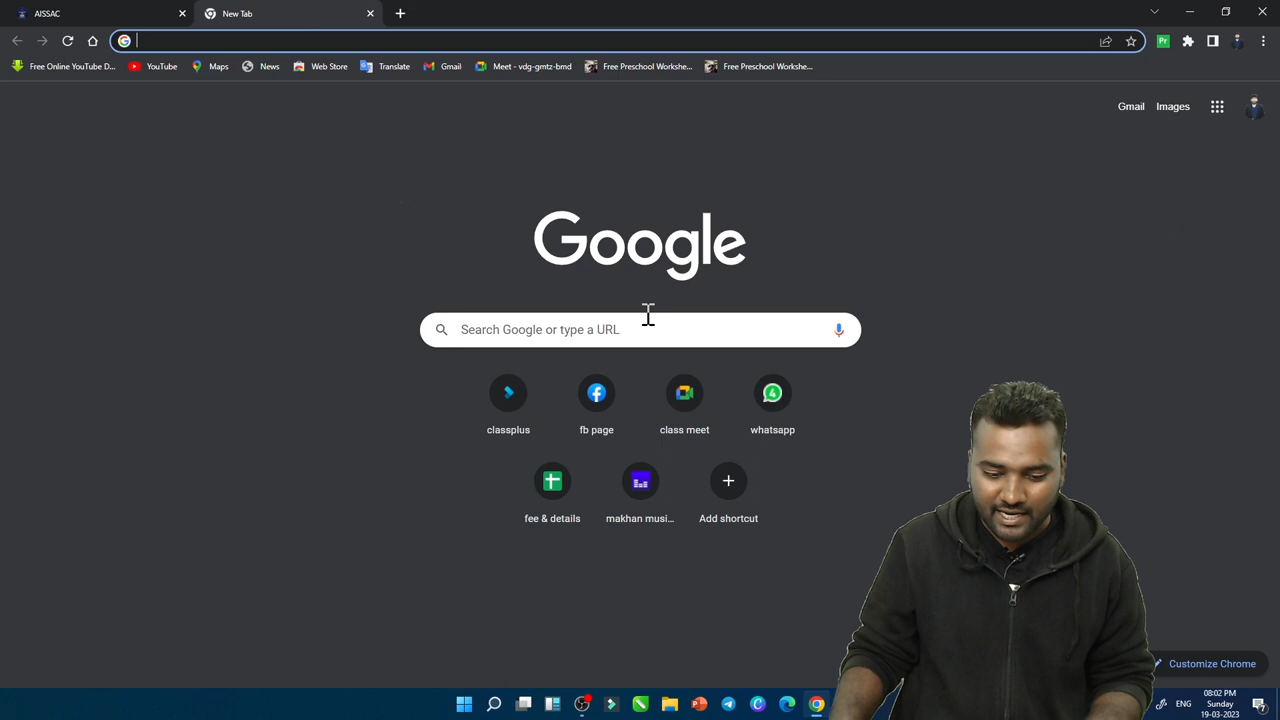 AISSAC
New Tab
Free Online YouTube D...
YouTube
Maps
News
Web Store
Translate
Gmail
Meet - vdg-gmtz-bmd
Free Preschool Workshe...
Free Preschool Workshe...
Gmail
Images
Google
Search Google or type a URL
classplus
fb page
class meet
4
whatsapp
fee & details
makhan musi...
Add shortcut
Customize Chrome
ENG
08:02 PM
Sunday
19-03-2023